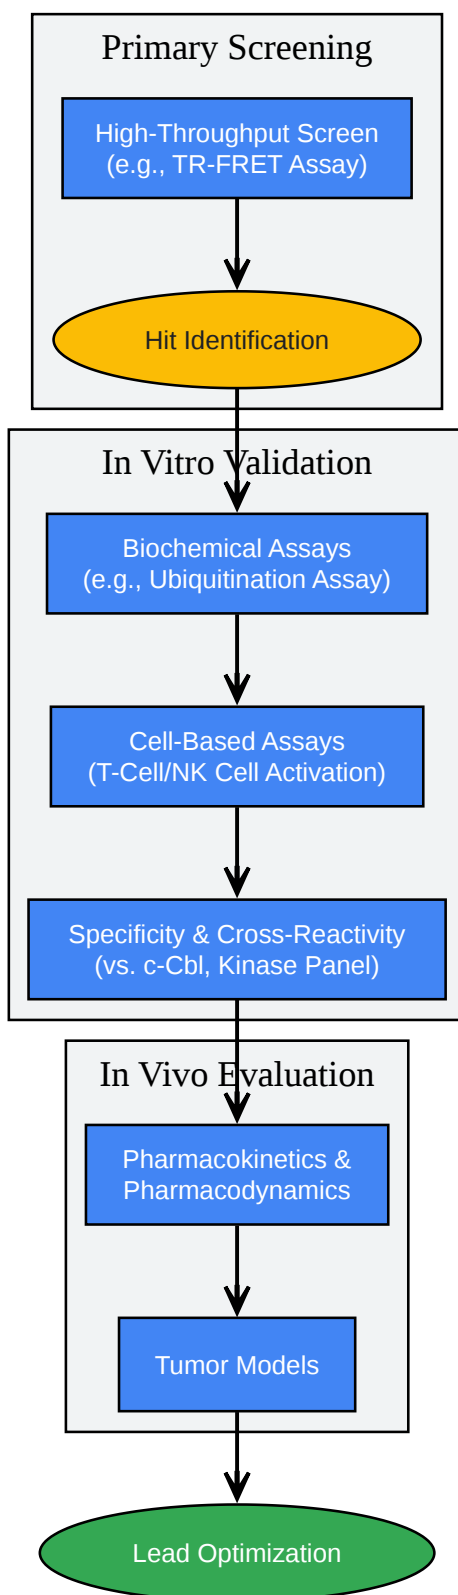 Primary Screening
High-Throughput Screen
(e.g., TR-FRET Assay)
Hit Identification
In Vitro Validation
Biochemical Assays
(e.g., Ubiquitination Assay)
Cell-Based Assays
(T-Cell/NK Cell Activation)
Specificity & Cross-Reactivity
(vs. c-Cbl, Kinase Panel)
In Vivo Evaluation
Pharmacokinetics &
Pharmacodynamics
Tumor Models
Lead Optimization